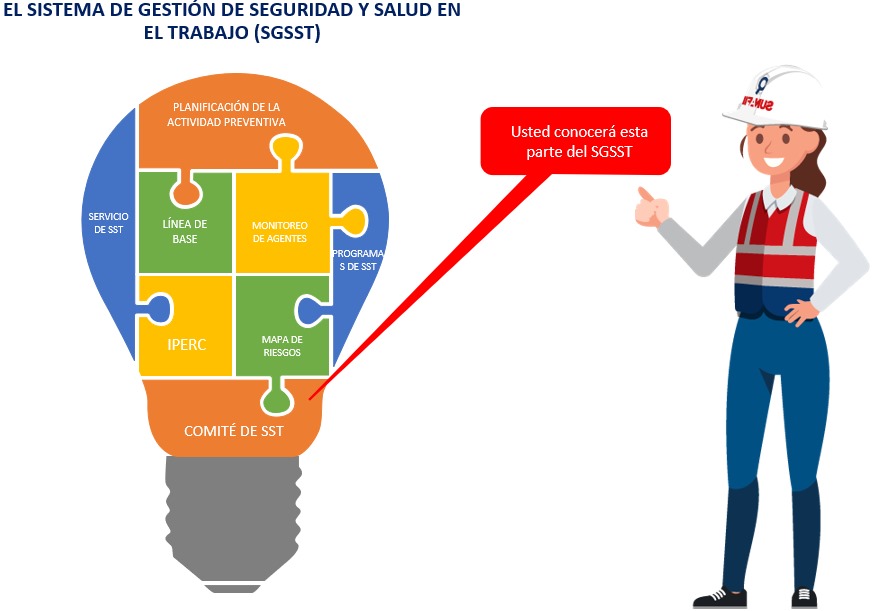 EL SISTEMA DE GESTIÓN DE SEGURIDAD Y SALUD EN
EL TRABAJO (SGSST)
PLANIFICACIÓN DE LA
ACTIVIDAD PREVENTIVA
Usted conocerá esta
parte del SGSST
SERVICIO
DE SST
LÍNEA DE
BASE
MONITOREO
DE AGENTES
PROGRAMA
S DE SST
IPERC
MAPA DE
RIESGOS
COMITÉ DE SST